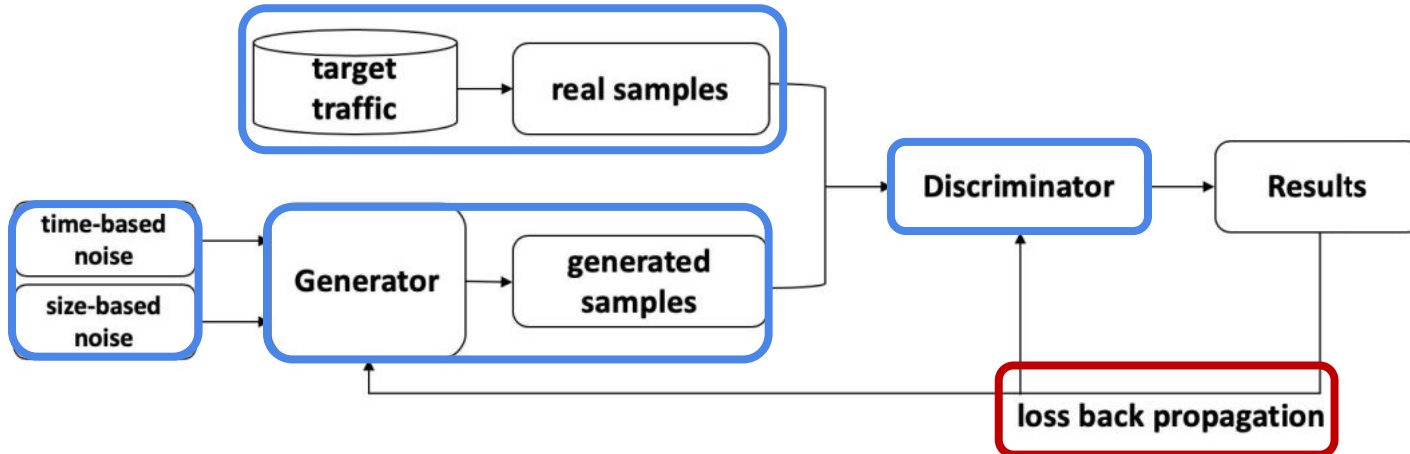 target
traffic
real samples
time-based
noise
size-based
noise
Generator
generated
samples
Discriminator
Results
loss back propagation